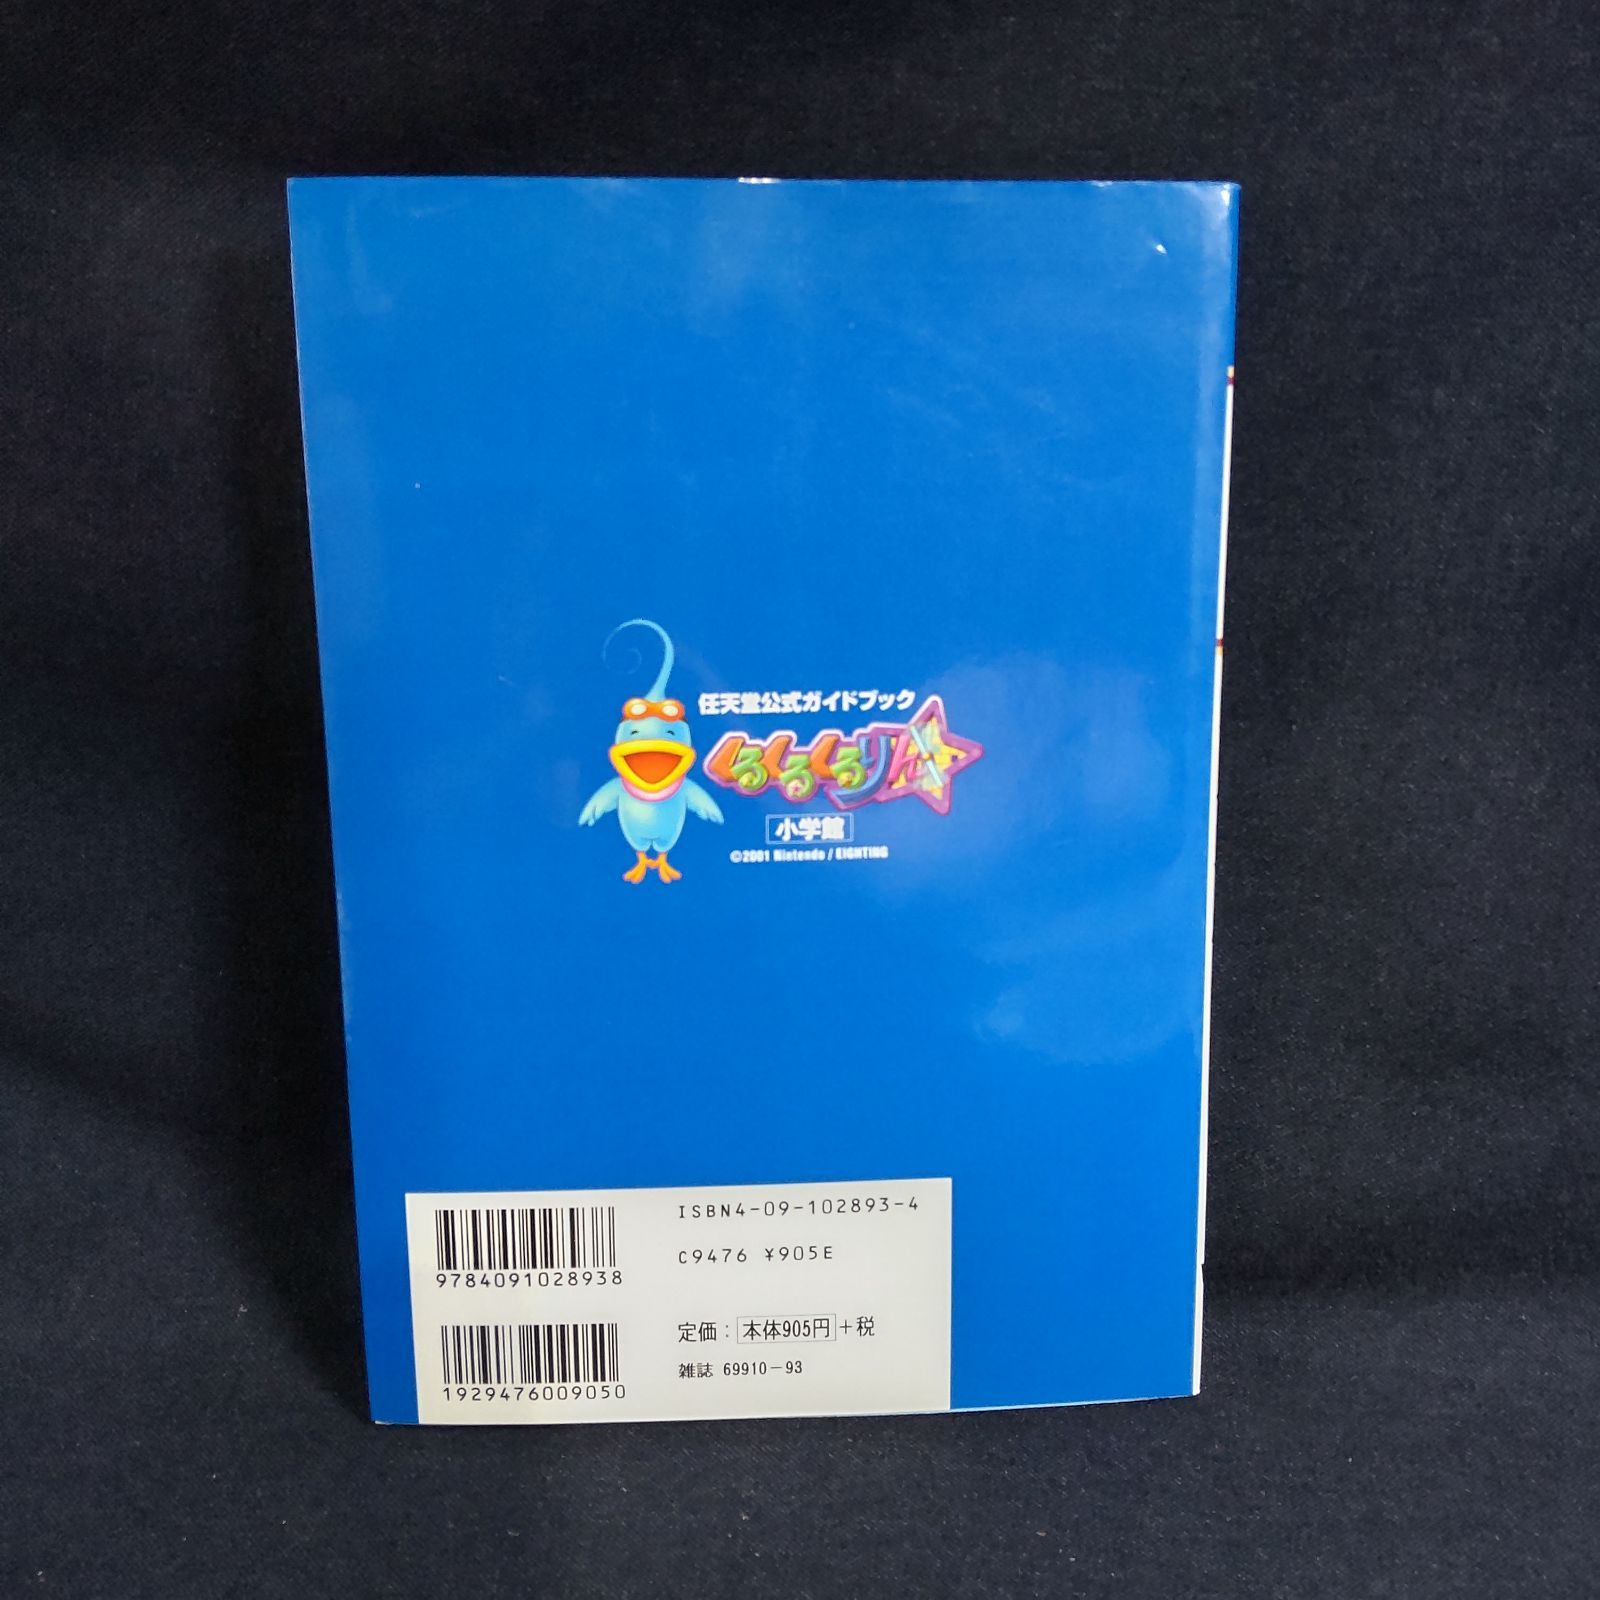 任天堂公式ガイドブック
くるくるくるりん
小学館
©2001 Nintendo / EIGHTING
ISBN4-09-102893-4
C9476 ¥905E
9784091028938
定価：本体905円+税
雑誌 69910-93
1929476009050